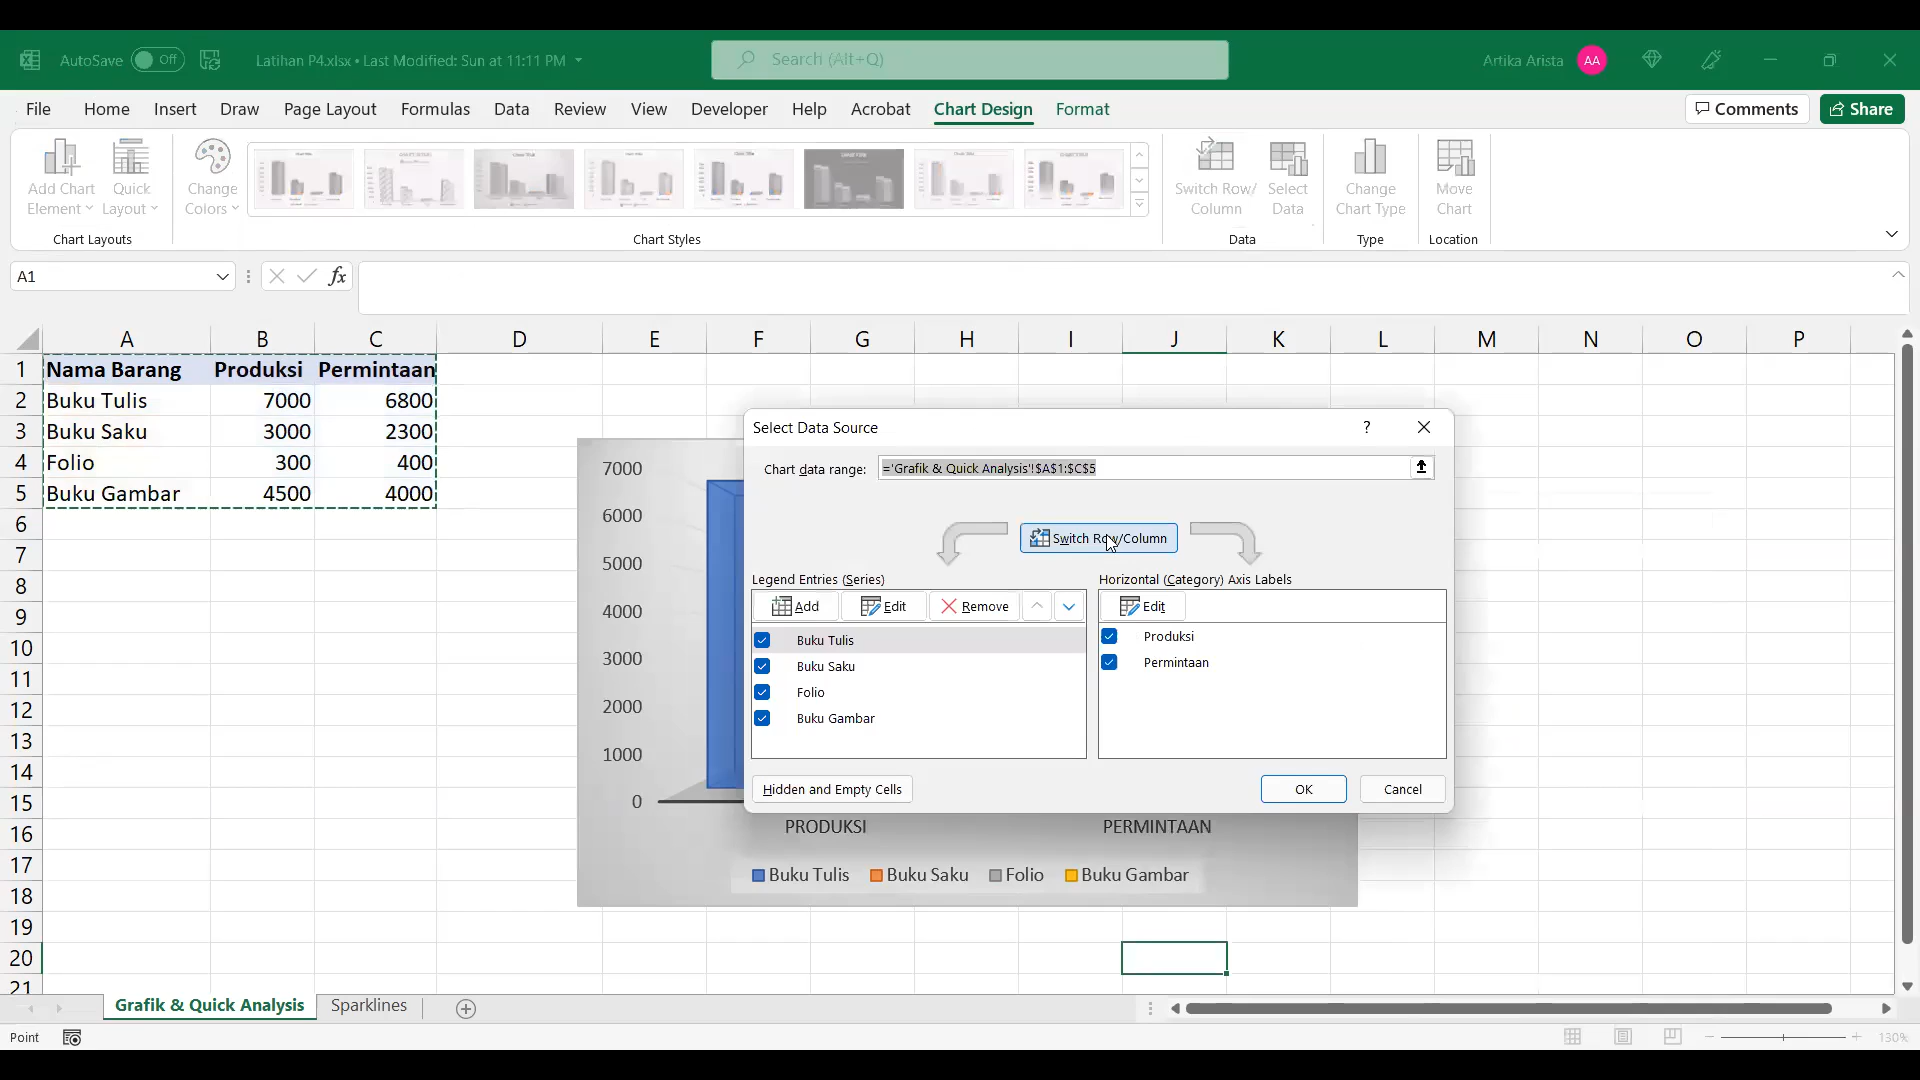 AutoSave Off Latihan P4.xlsx • Last Modified: Sun at 11:11 PM Search (Alt+Q) Artika Arista AA
File Home Insert Draw Page Layout Formulas Data Review View Developer Help Acrobat Chart Design Format Comments Share
Add Chart Element
Quick Layout
Change Colors
Switch Row/ Column
Select Data
Change Chart Type
Move Chart
Chart Layouts Chart Styles Data Type Location
A1 fx
A B C D E F G H I J K L M N O P
1 Nama Barang Produksi Permintaan
2 Buku Tulis 7000 6800
3 Buku Saku 3000 2300
4 Folio 300 400
5 Buku Gambar 4500 4000
6
7
8
9
10
11
12
13
14
15
16
17
18
19
20
21
7000
6000
5000
4000
3000
2000
1000
0
PRODUKSI PERMINTAAN
Buku Tulis Buku Saku Folio Buku Gambar
Select Data Source ?
Chart data range: ='Grafik & Quick Analysis'!$A$1:$C$5
Switch Row/Column
Legend Entries (Series) Horizontal (Category) Axis Labels
Add Edit Remove Edit
Buku Tulis Produksi
Buku Saku Permintaan
Folio
Buku Gambar
Hidden and Empty Cells OK Cancel
Grafik & Quick Analysis Sparklines
Point 130%